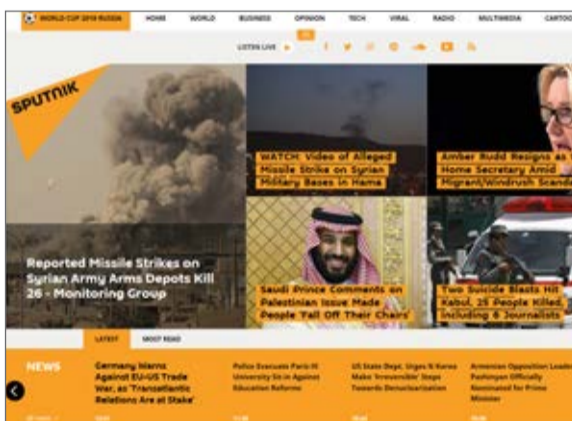 WORLD CUP 2018 RUSSIA
HOME
WORLD
BUSINESS
OPINION
TECH
VIRAL
RADIO
MULTIMEDIA
CARTOO
LISTEN LIVE
SPUTNIK
Reported Missile Strikes on
Syrian Army Arms Depots Kill
26 - Monitoring Group
WATCH: Video of Alleged
Missile Strike on Syrian
Military Bases in Hama
Amber Rudd Resigns as
Home Secretary Amid
Migrant/Windrush Scanda
Saudi Prince Comments on
Palestinian Issue Made
People 'Fall Off Their Chairs'
Two Suicide Blasts Hit
Kabul, 25 People Killed,
Including 6 Journalists
LATEST
MOST READ
NEWS
Germany Warns
Against EU-US Trade
War, as 'Transatlantic
Relations Are at Stake'
Police Evacuate Paris III
University Sit-in Against
Education Reforms
US State Dept. Urges N Korea
Make 'Irreversible' Steps
Towards Denuclearization
Armenian Opposition Leader
Pashinyan Officially
Nominated for Prime
Minister